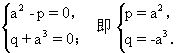 a² - p = 0, 即 p = a²,
q + a³ = 0; q = -a³.